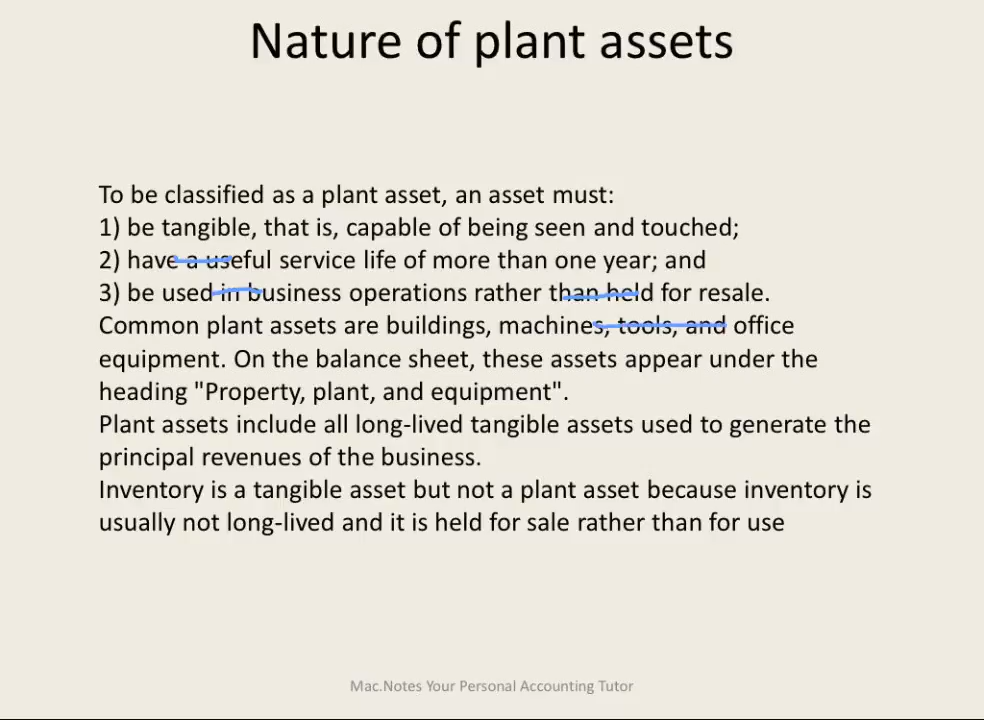 Nature of plant assets
To be classified as a plant asset, an asset must:
1) be tangible, that is, capable of being seen and touched;
2) have a useful service life of more than one year; and
3) be used in business operations rather than held for resale.
Common plant assets are buildings, machines, tools, and office
equipment. On the balance sheet, these assets appear under the
heading "Property, plant, and equipment".
Plant assets include all long-lived tangible assets used to generate the
principal revenues of the business.
Inventory is a tangible asset but not a plant asset because inventory is
usually not long-lived and it is held for sale rather than for use
Mac.Notes Your Personal Accounting Tutor